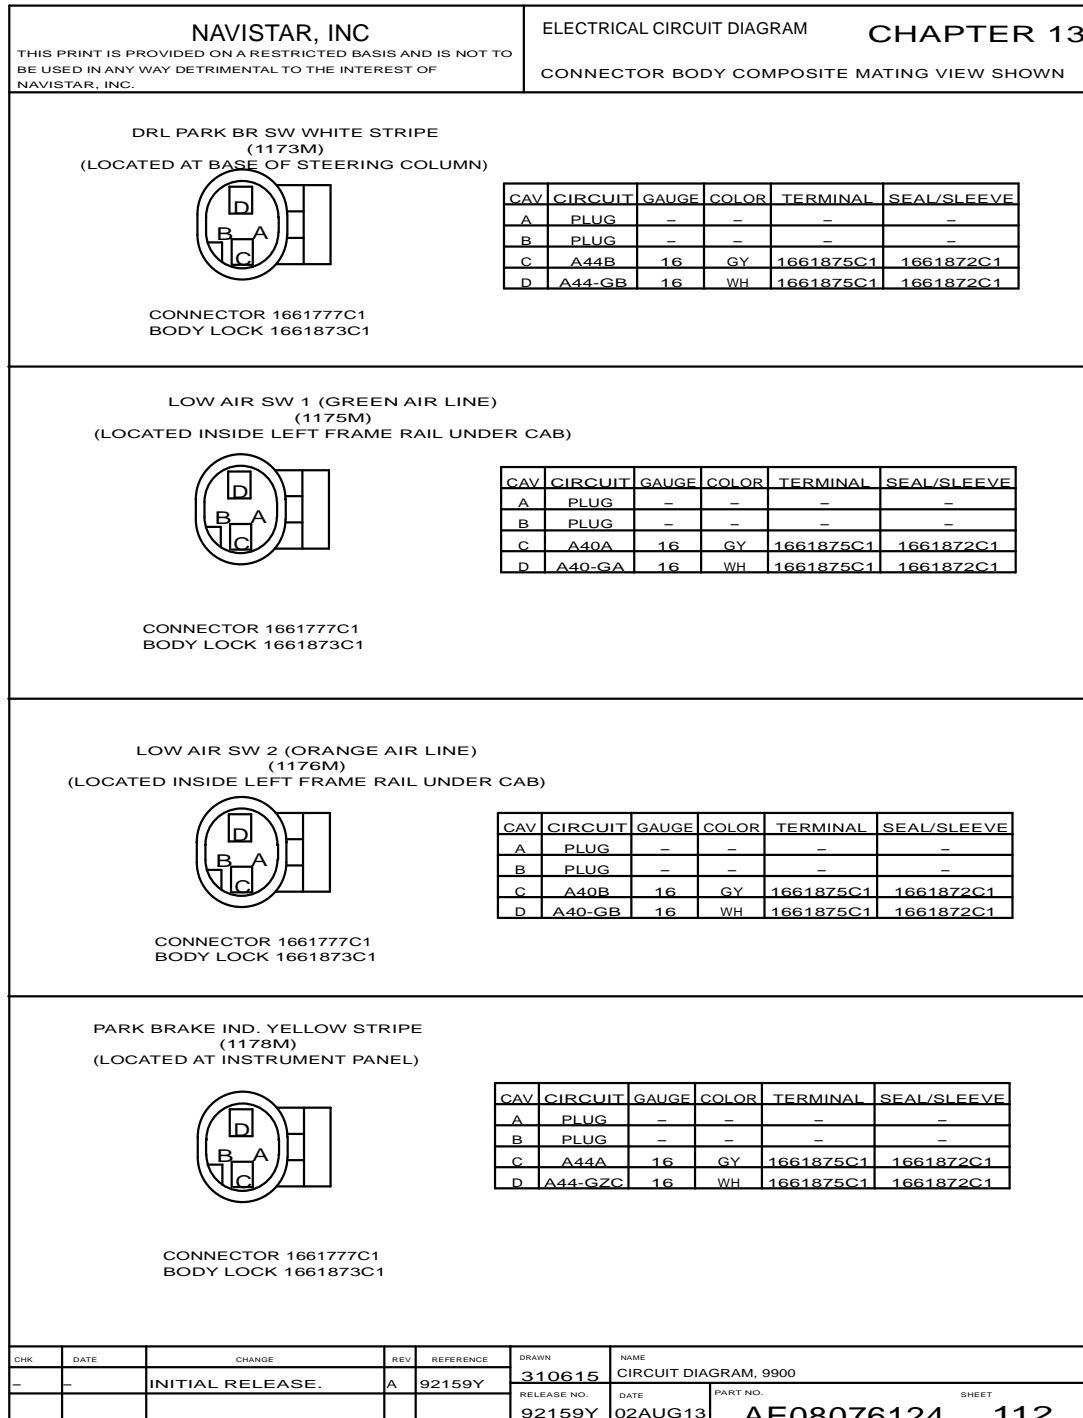 NAVISTAR, INC
THIS PRINT IS PROVIDED ON A RESTRICTED BASIS AND IS NOT TO
BE USED IN ANY WAY DETRIMENTAL TO THE INTEREST OF
NAVISTAR, INC.
ELECTRICAL CIRCUIT DIAGRAM CHAPTER 13
CONNECTOR BODY COMPOSITE MATING VIEW SHOWN
DRL PARK BR SW WHITE STRIPE
(1173M)
(LOCATED AT BASE OF STEERING COLUMN)
D
B A
C
CONNECTOR 1661777C1
BODY LOCK 1661873C1
CAV CIRCUIT GAUGE COLOR TERMINAL SEAL/SLEEVE
A PLUG – – – –
B PLUG – – – –
C A44B 16 GY 1661875C1 1661872C1
D A44-GB 16 WH 1661875C1 1661872C1
LOW AIR SW 1 (GREEN AIR LINE)
(1175M)
(LOCATED INSIDE LEFT FRAME RAIL UNDER CAB)
D
B A
C
CONNECTOR 1661777C1
BODY LOCK 1661873C1
CAV CIRCUIT GAUGE COLOR TERMINAL SEAL/SLEEVE
A PLUG – – – –
B PLUG – – – –
C A40A 16 GY 1661875C1 1661872C1
D A40-GA 16 WH 1661875C1 1661872C1
LOW AIR SW 2 (ORANGE AIR LINE)
(1176M)
(LOCATED INSIDE LEFT FRAME RAIL UNDER CAB)
D
B A
C
CONNECTOR 1661777C1
BODY LOCK 1661873C1
CAV CIRCUIT GAUGE COLOR TERMINAL SEAL/SLEEVE
A PLUG – – – –
B PLUG – – – –
C A40B 16 GY 1661875C1 1661872C1
D A40-GB 16 WH 1661875C1 1661872C1
PARK BRAKE IND. YELLOW STRIPE
(1178M)
(LOCATED AT INSTRUMENT PANEL)
D
B A
C
CONNECTOR 1661777C1
BODY LOCK 1661873C1
CAV CIRCUIT GAUGE COLOR TERMINAL SEAL/SLEEVE
A PLUG – – – –
B PLUG – – – –
C A44A 16 GY 1661875C1 1661872C1
D A44-GZC 16 WH 1661875C1 1661872C1
CHK DATE CHANGE REV REFERENCE
– – INITIAL RELEASE. A 92159Y
DRAWN
310615
NAME
CIRCUIT DIAGRAM, 9900
RELEASE NO.
92159Y
DATE
02AUG13
PART NO.
AE08076124
SHEET
112